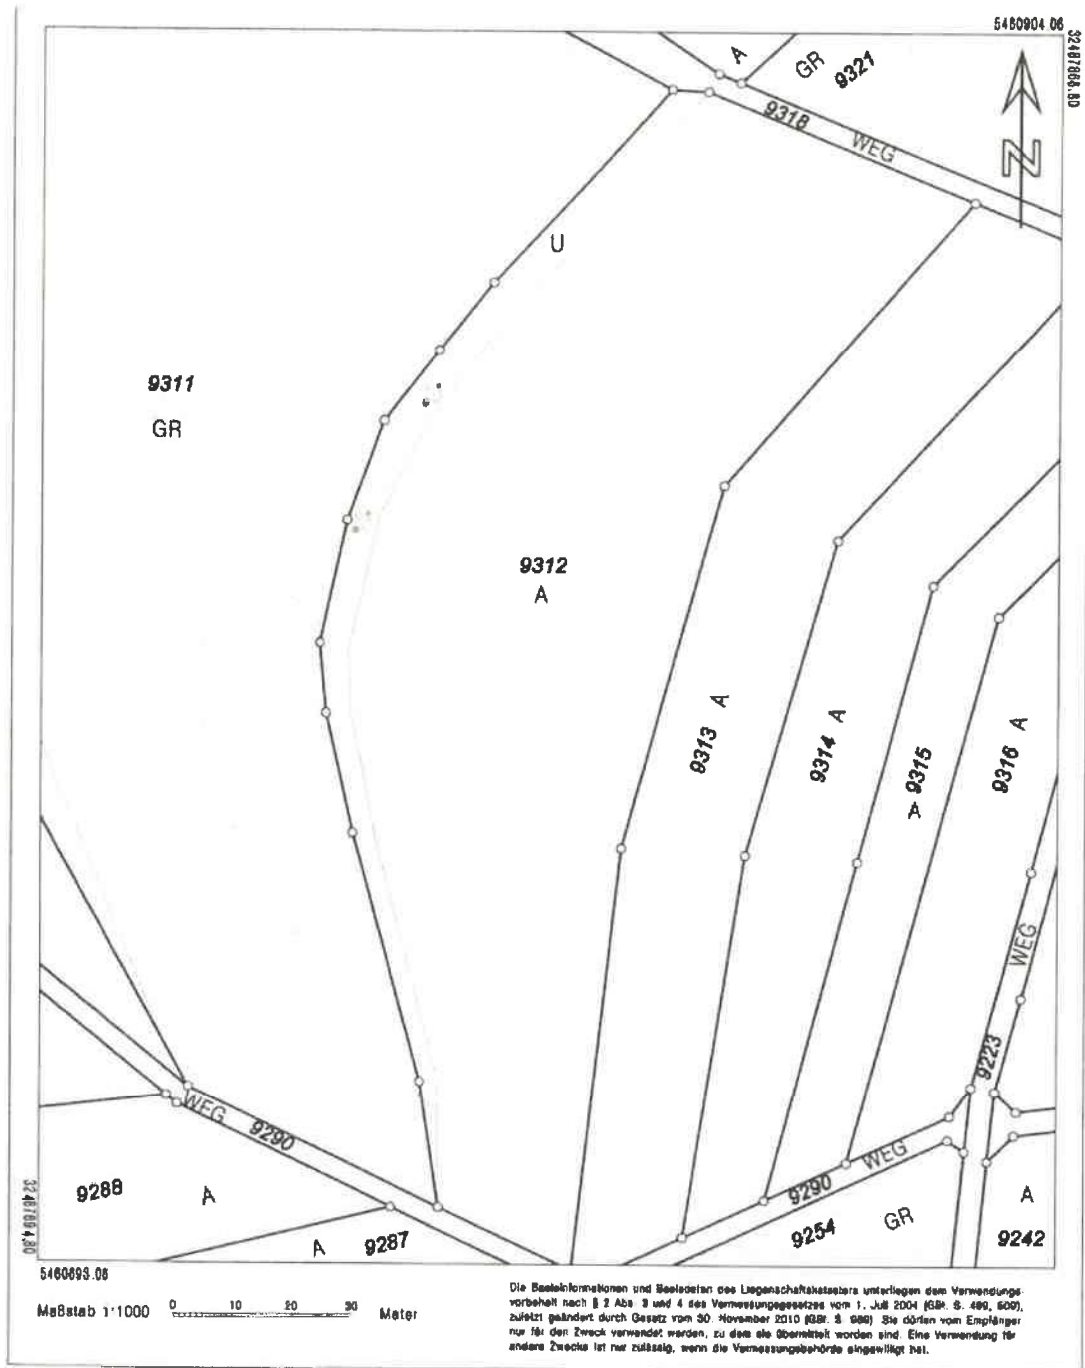 5460904.06
32487868.80
A
GR
9321
9318
WEG
N
U
9311
GR
9312
A
9313 A
9314 A
9315
A
9316 A
WEG
9223
WEG
9290
9288
A
A 9287
WEG
9290
9254
GR
A
9242
5460693.06
Maßstab 1:1000 0 10 20 30 Meter
Die Basisinformationen und Basisdaten des Liegenschaftskatasters unterliegen dem Verwendungs-
vorbehalt nach § 2 Abs. 3 und 4 des Vermessungsgesetzes vom 1. Juli 2004 (GBl. S. 469, 509),
zuletzt geändert durch Gesetz vom 30. November 2010 (GBl. S. 989). Sie dürfen vom Empfänger
nur für den Zweck verwendet werden, zu dem sie übermittelt worden sind. Eine Verwendung für
andere Zwecke ist nur zulässig, wenn die Vermessungsbehörde eingewilligt hat.